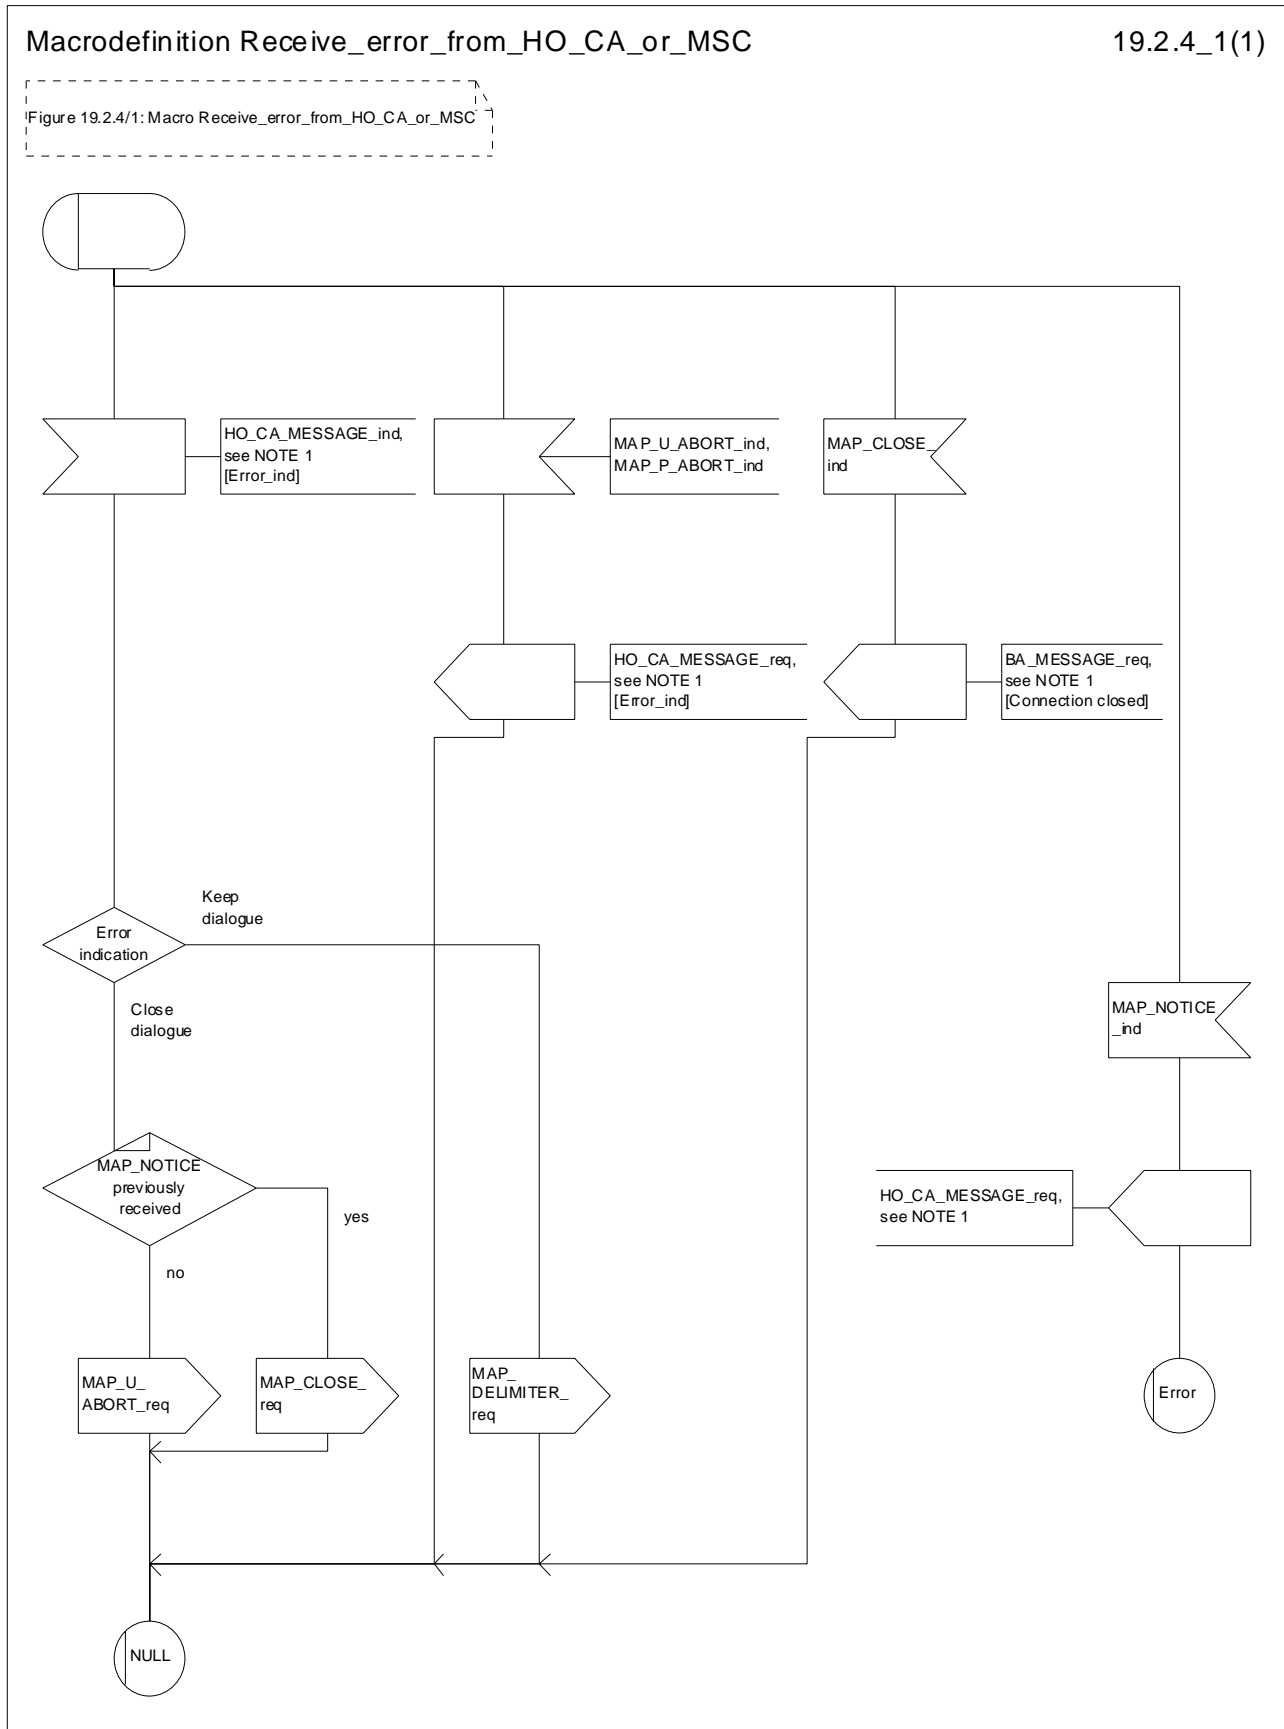 Macrodefinition Receive_error_from_HO_CA_or_MSC
19.2.4_1(1)
Figure 19.2.4/1: Macro Receive_error_from_HO_CA_or_MSC
HO_CA_MESSAGE_ind,
see NOTE 1
[Error_ind]
MAP_U_ABORT_ind,
MAP_P_ABORT_ind
MAP_CLOSE_
ind
HO_CA_MESSAGE_req,
see NOTE 1
[Error_ind]
BA_MESSAGE_req,
see NOTE 1
[Connection closed]
Keep
dialogue
Error
indication
Close
dialogue
MAP_NOTICE
_ind
MAP_NOTICE
previously
received
yes
no
HO_CA_MESSAGE_req,
see NOTE 1
MAP_U_
ABORT_req
MAP_CLOSE_
req
MAP_
DELIMITER_
req
Error
NULL